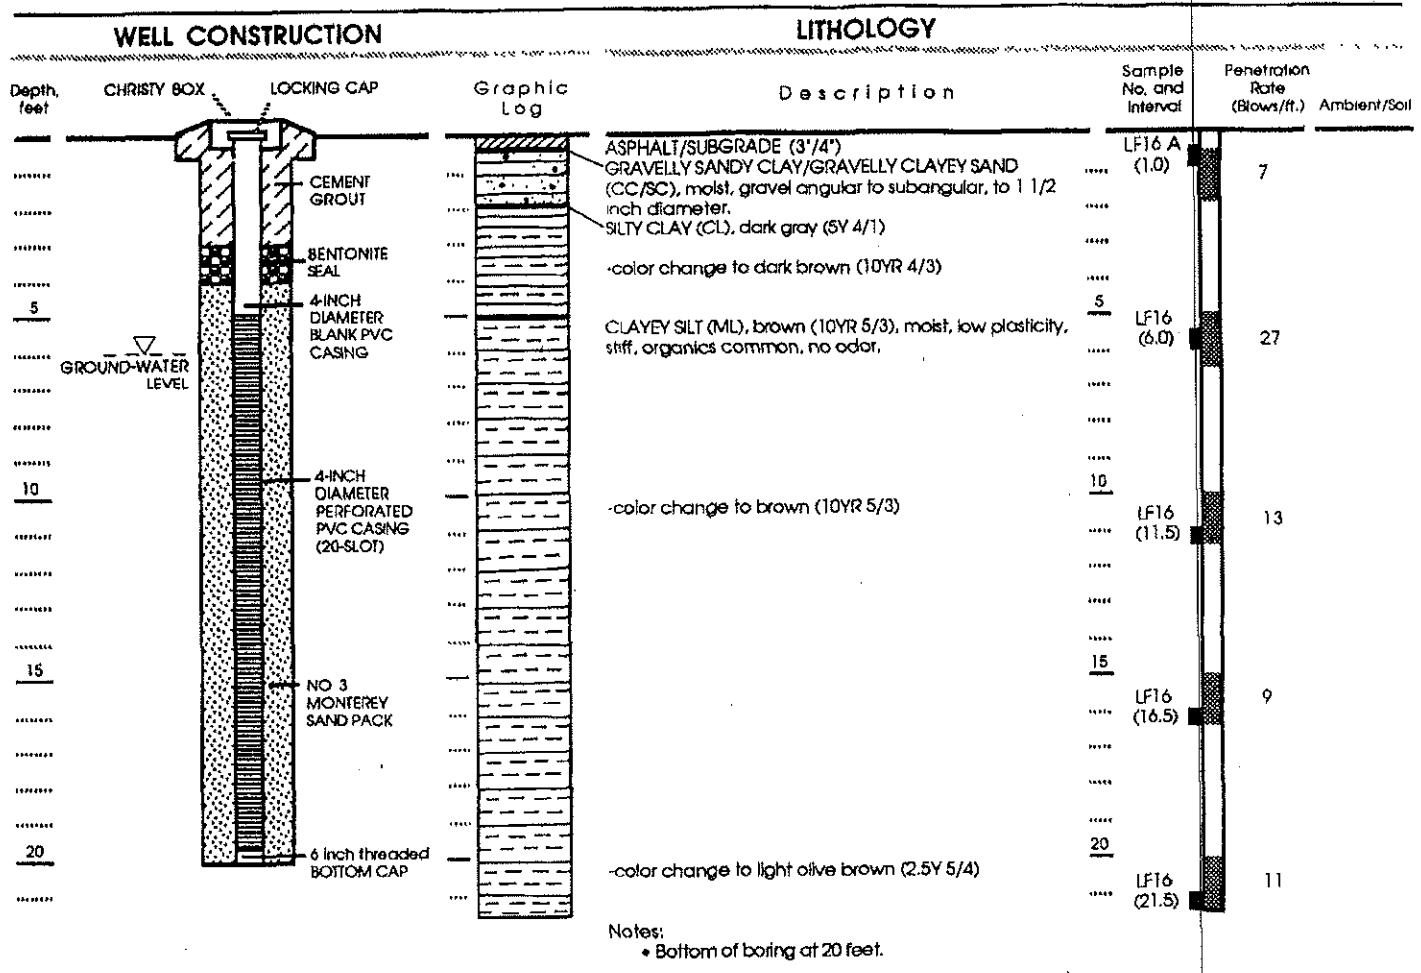 WELL CONSTRUCTION
LITHOLOGY
Depth,
feet
CHRISTY BOX
LOCKING CAP
Graphic
Log
Description
Sample
No. and
Interval
Penetration
Rate
(Blows/ft.)
Ambient/Soil
CEMENT
GROUT
BENTONITE
SEAL
4-INCH
DIAMETER
BLANK PVC
CASING
GROUND-WATER
LEVEL
4-INCH
DIAMETER
PERFORATED
PVC CASING
(20-SLOT)
NO 3
MONTEREY
SAND PACK
6 inch threaded
BOTTOM CAP
5
10
15
20
ASPHALT/SUBGRADE (3"/4")
GRAVELLY SANDY CLAY/GRAVELLY CLAYEY SAND
(CC/SC), moist, gravel angular to subangular, to 1 1/2
inch diameter.
SILTY CLAY (CL), dark gray (5Y 4/1)
-color change to dark brown (10YR 4/3)
CLAYEY SILT (ML), brown (10YR 5/3), moist, low plasticity,
stiff, organics common, no odor,
-color change to brown (10YR 5/3)
-color change to light olive brown (2.5Y 5/4)
Notes:
• Bottom of boring at 20 feet.
5
10
15
20
LF16 A
(1.0)
7
LF16
(6.0)
27
LF16
(11.5)
13
LF16
(16.5)
9
LF16
(21.5)
11